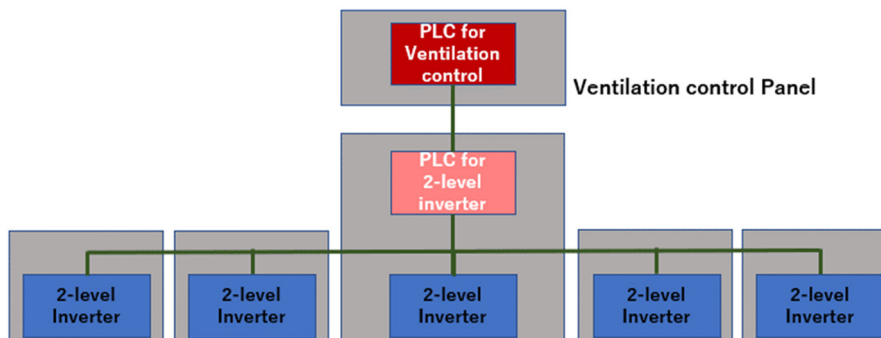 PLC for
Ventilation
control
Ventilation control Panel
PLC for
2-level
inverter
2-level
Inverter
2-level
Inverter
2-level
Inverter
2-level
Inverter
2-level
Inverter